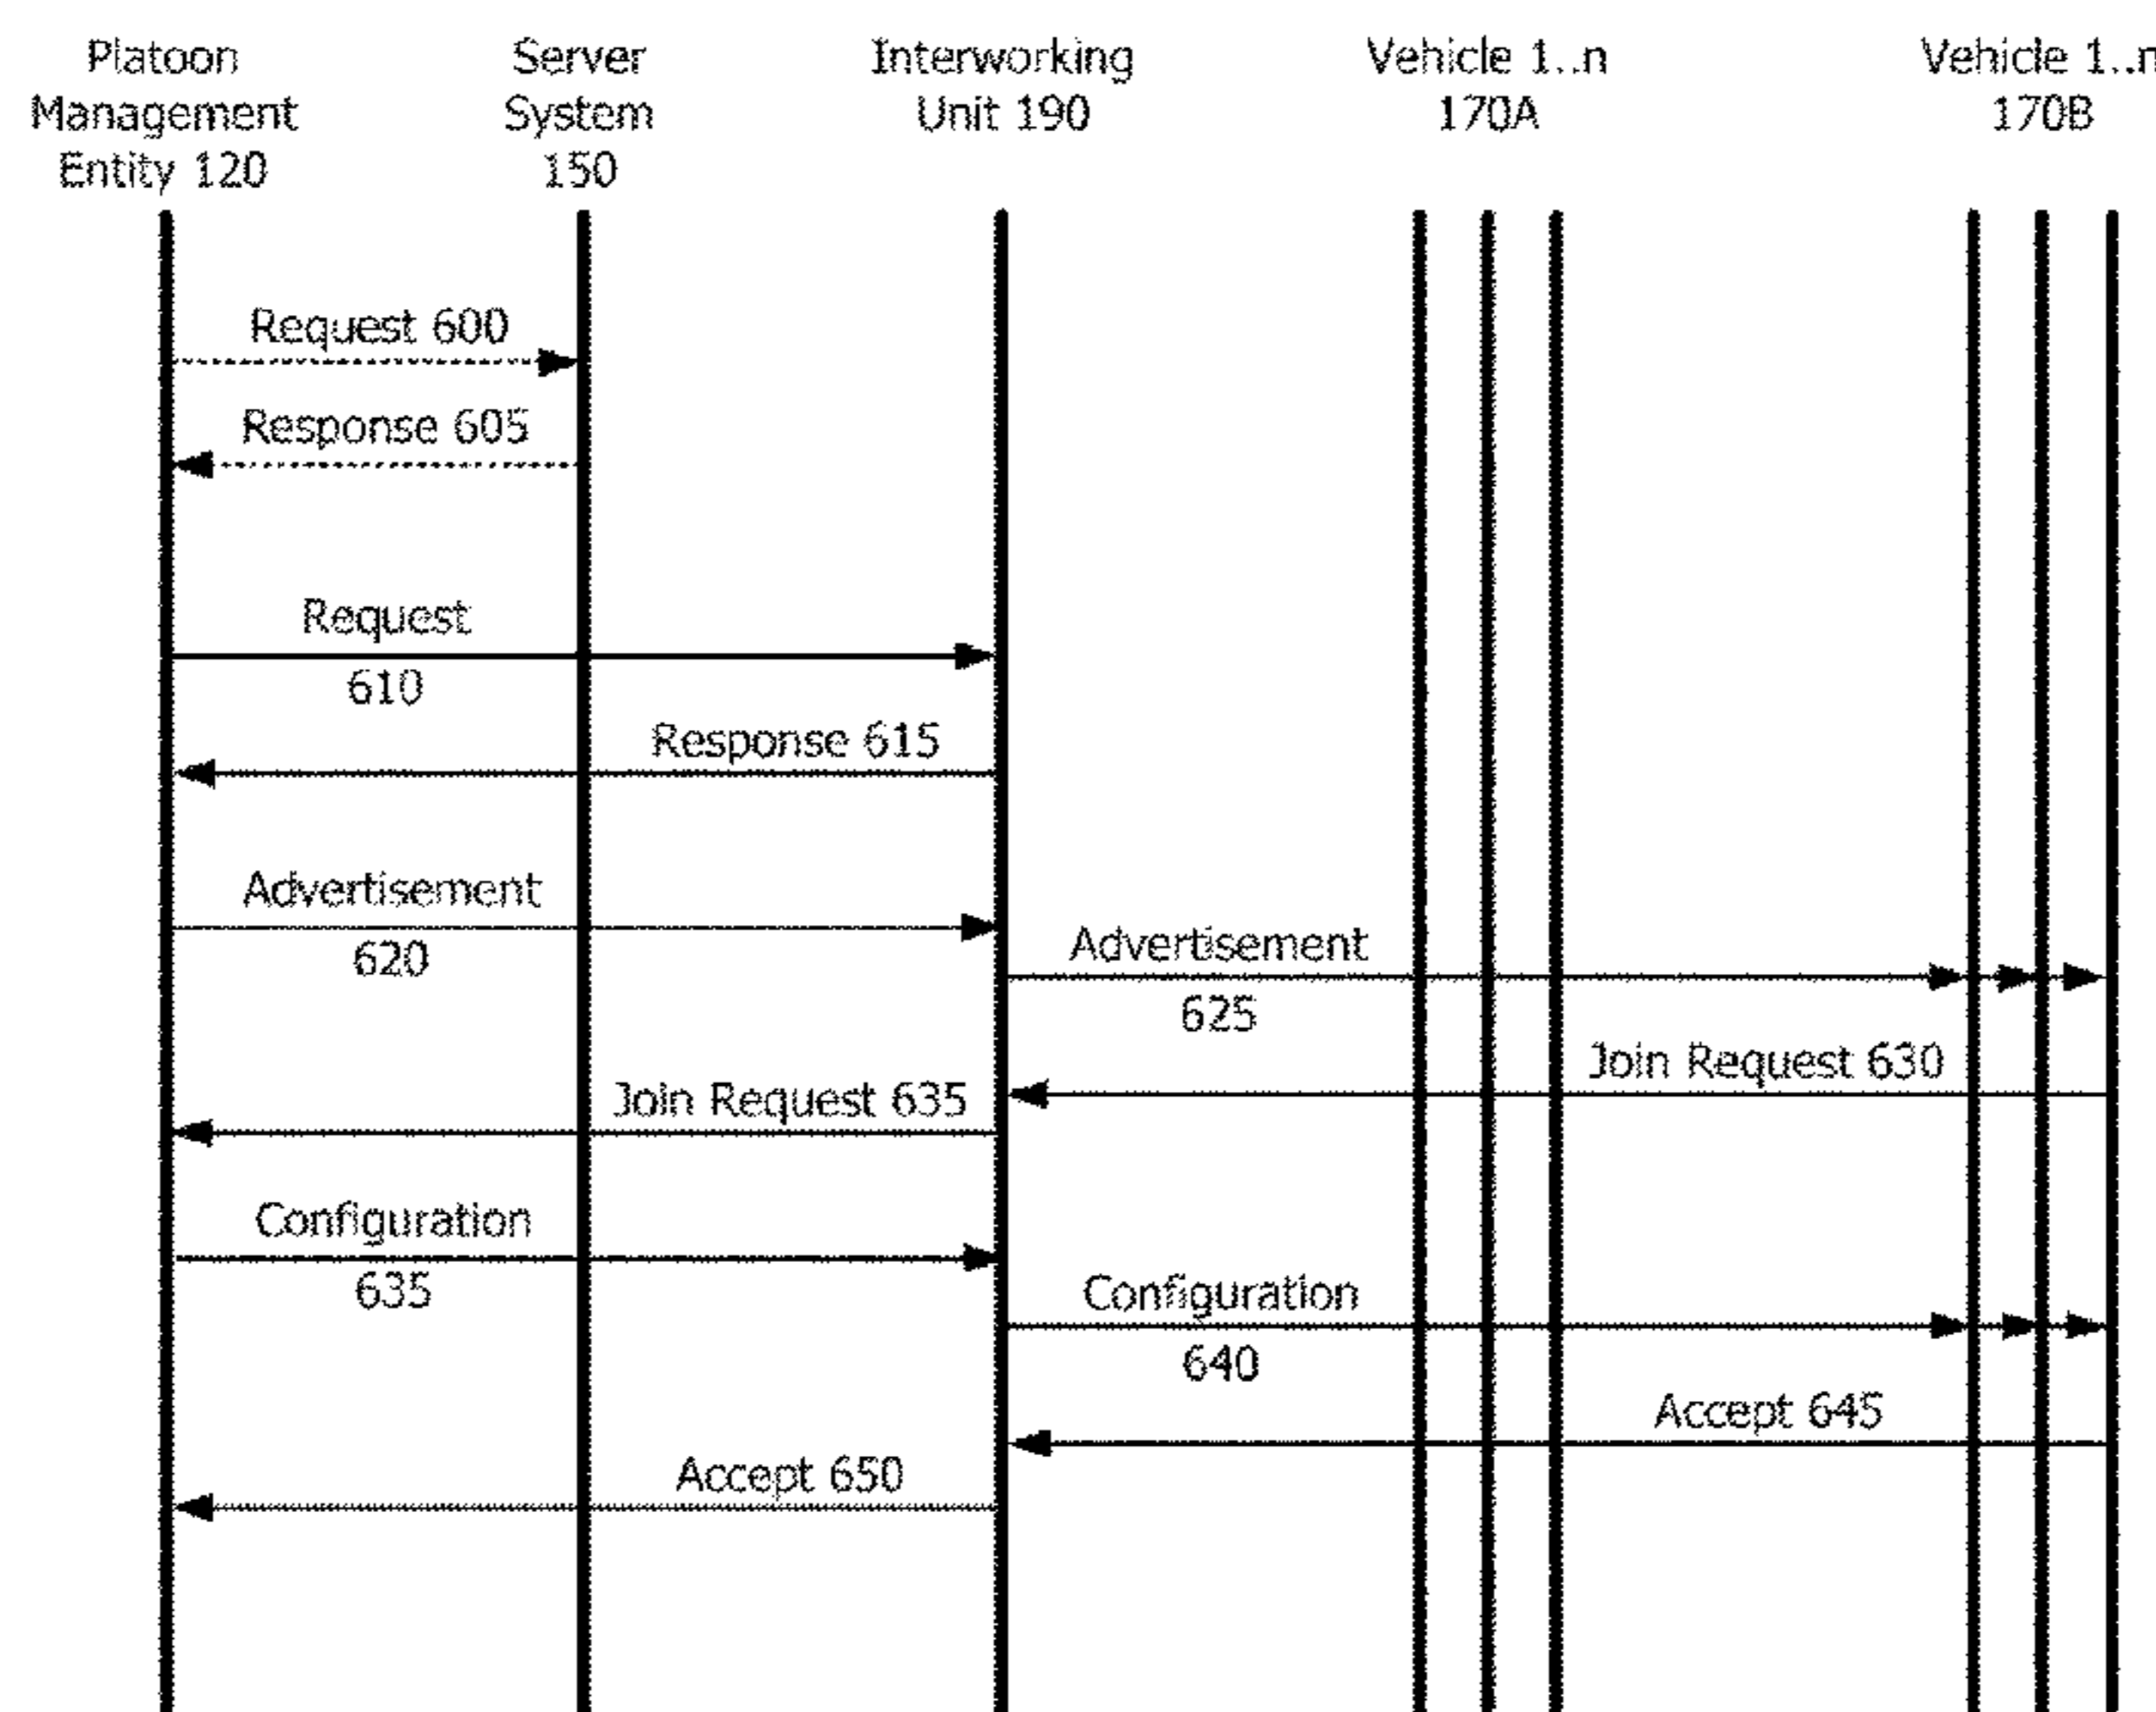 Platoon
Management
Entity 120
Server
System
150
Interworking
Unit 190
Vehicle 1..n
170A
Vehicle 1..n
170B
Request 600
Response 605
Request
610
Response 615
Advertisement
620
Advertisement
625
Join Request 630
Join Request 635
Configuration
635
Configuration
640
Accept 645
Accept 650